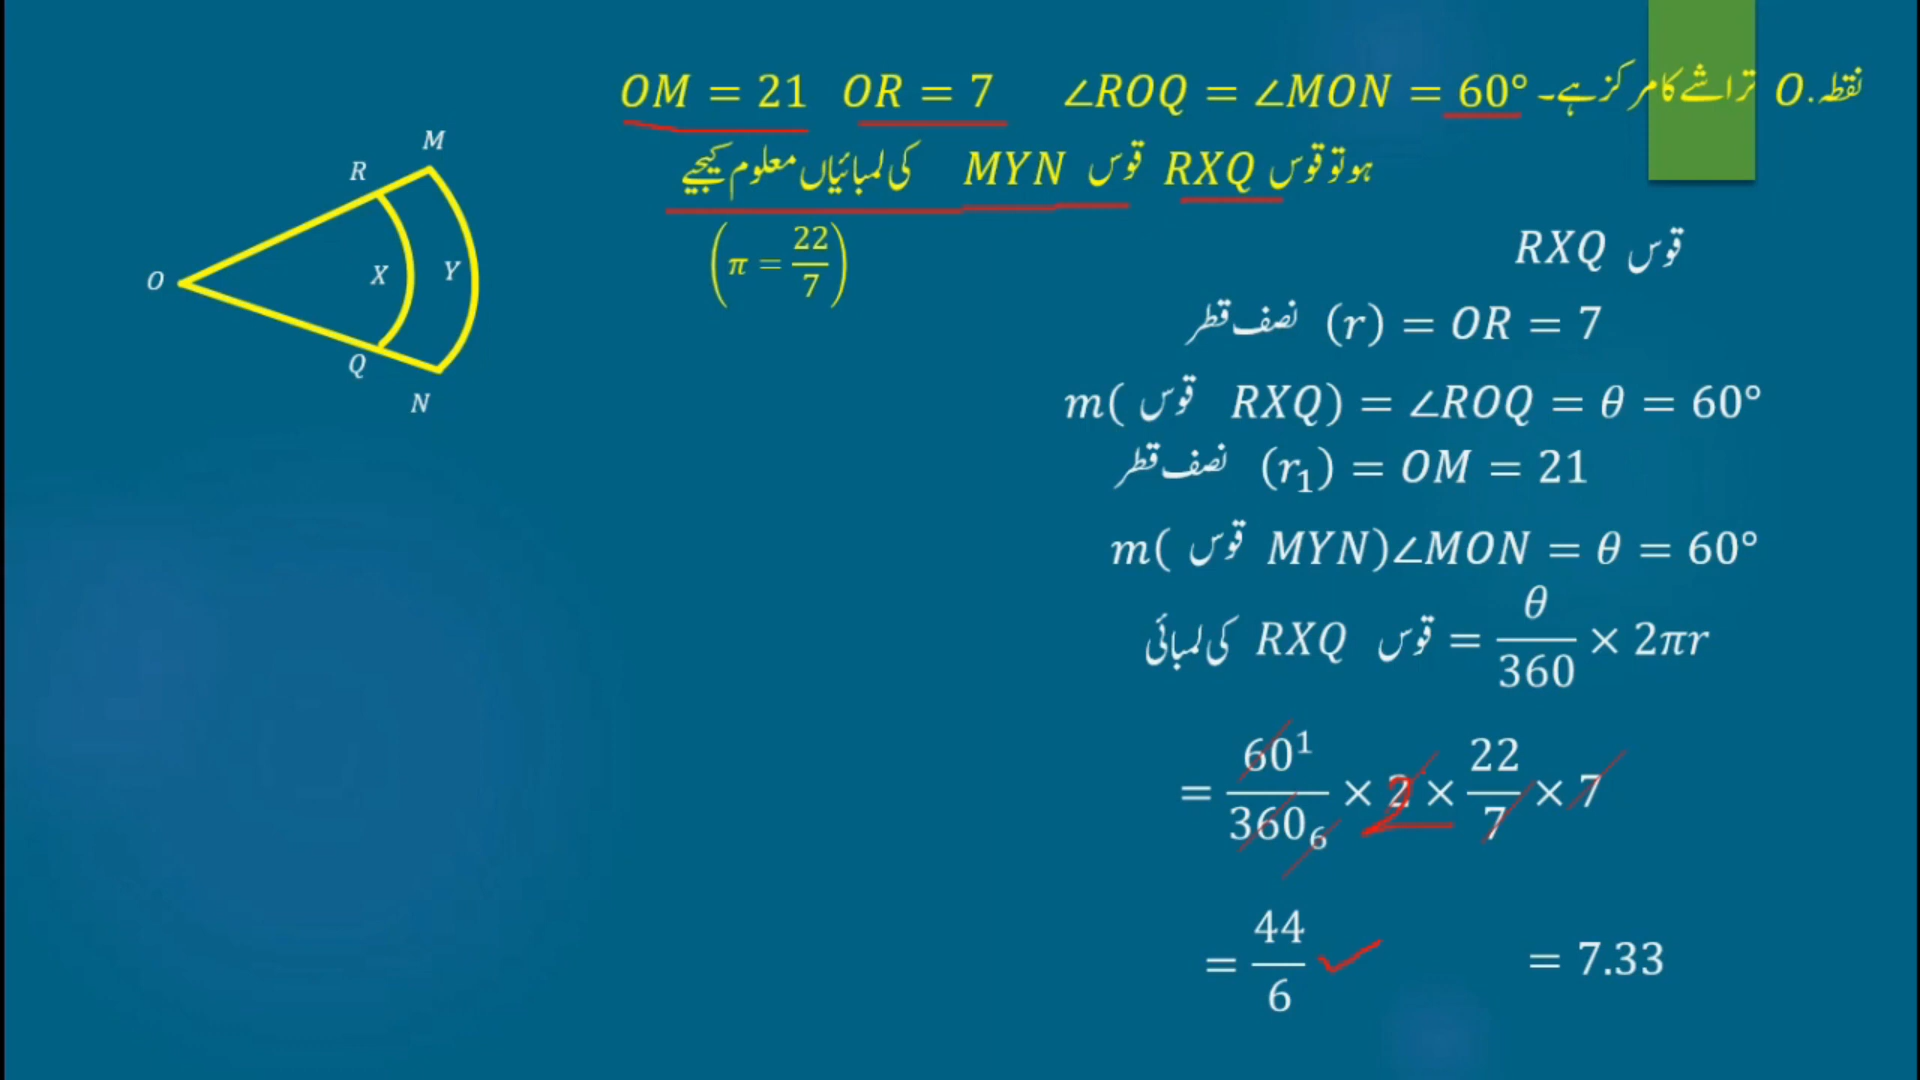 نقطہ .O تراشے کا مرکز ہے۔ ∠ROQ = ∠MON = 60° OR = 7 OM = 21
ہو تو قوس RXQ قوس MYN کی لمبائیاں معلوم کیجیے
(π = 22/7)
M
R
O
X
Y
Q
N
قوس RXQ
نصف قطر (r) = OR = 7
m( قوس RXQ) = ∠ROQ = θ = 60°
نصف قطر (r₁) = OM = 21
m( قوس MYN)∠MON = θ = 60°
قوس RXQ کی لمبائی = θ/360 × 2πr
= 60¹/360₆ × 2 × 22/7 × 7
= 44/6 = 7.33